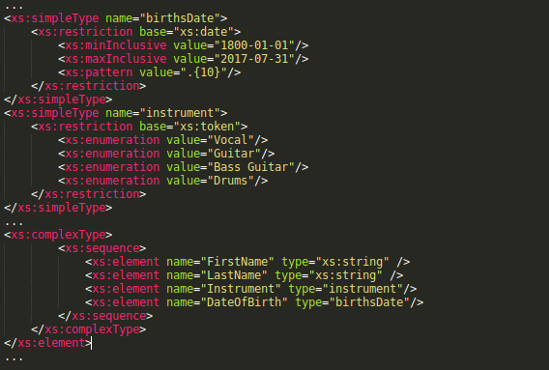 ...
<xs:simpleType name="birthsDate">
<xs:restriction base="xs:date">
<xs:minInclusive value="1800-01-01"/>
<xs:maxInclusive value="2017-07-31"/>
<xs:pattern value=".{10}"/>
</xs:restriction>
</xs:simpleType>
<xs:simpleType name="instrument">
<xs:restriction base="xs:token">
<xs:enumeration value="Vocal"/>
<xs:enumeration value="Guitar"/>
<xs:enumeration value="Bass Guitar"/>
<xs:enumeration value="Drums"/>
</xs:restriction>
</xs:simpleType>
...
<xs:complexType>
<xs:sequence>
<xs:element name="FirstName" type="xs:string" />
<xs:element name="LastName" type="xs:string" />
<xs:element name="Instrument" type="instrument"/>
<xs:element name="DateOfBirth" type="birthsDate"/>
</xs:sequence>
</xs:complexType>
</xs:element>
...